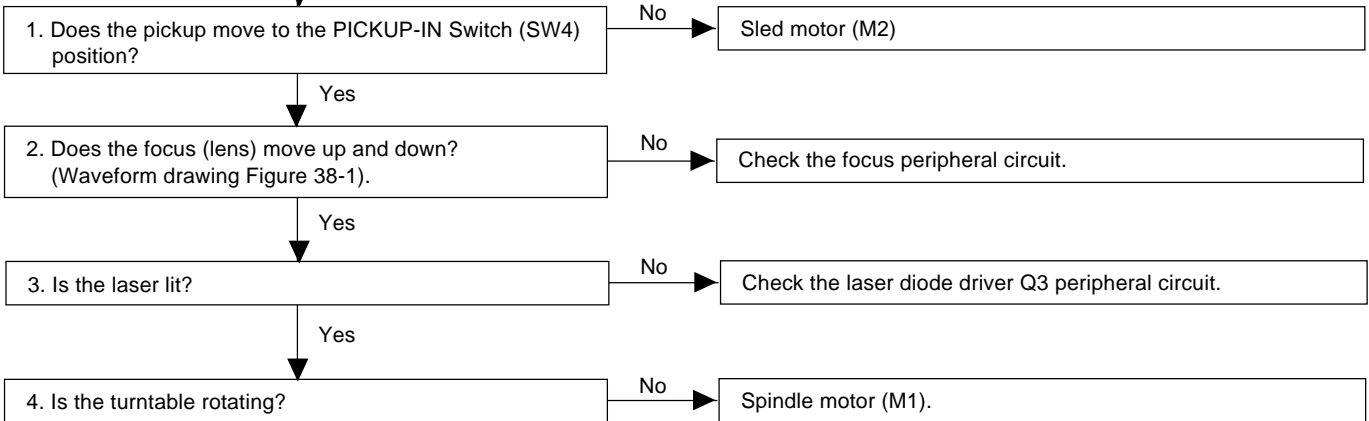 1. Does the pickup move to the PICKUP-IN Switch (SW4)
position?
No
Sled motor (M2)
Yes
2. Does the focus (lens) move up and down?
(Waveform drawing Figure 38-1).
No
Check the focus peripheral circuit.
Yes
3. Is the laser lit?
No
Check the laser diode driver Q3 peripheral circuit.
Yes
4. Is the turntable rotating?
No
Spindle motor (M1).